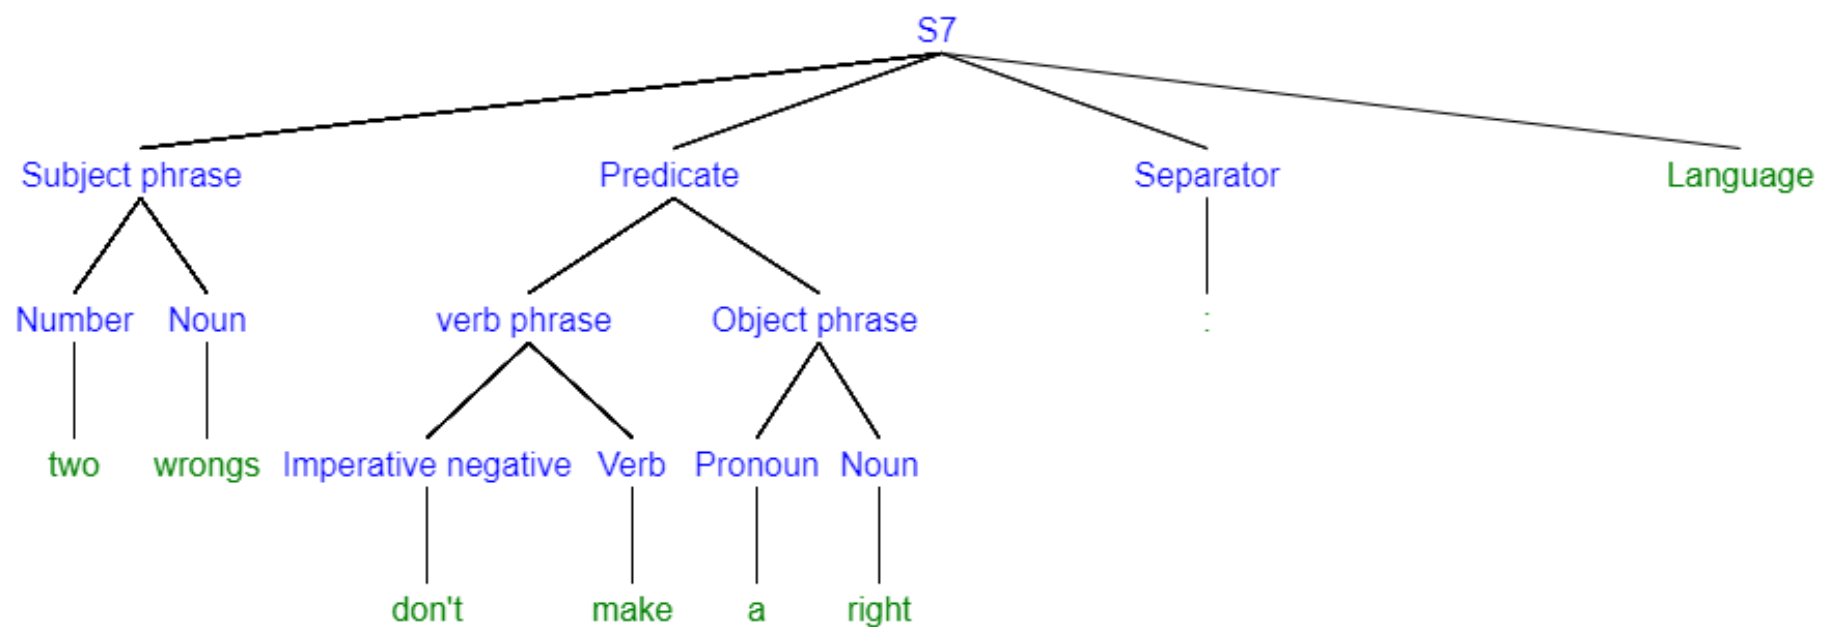 S7
Subject phrase Predicate Separator Language
Number Noun verb phrase Object phrase :
two wrongs Imperative negative Verb Pronoun Noun
don't make a right